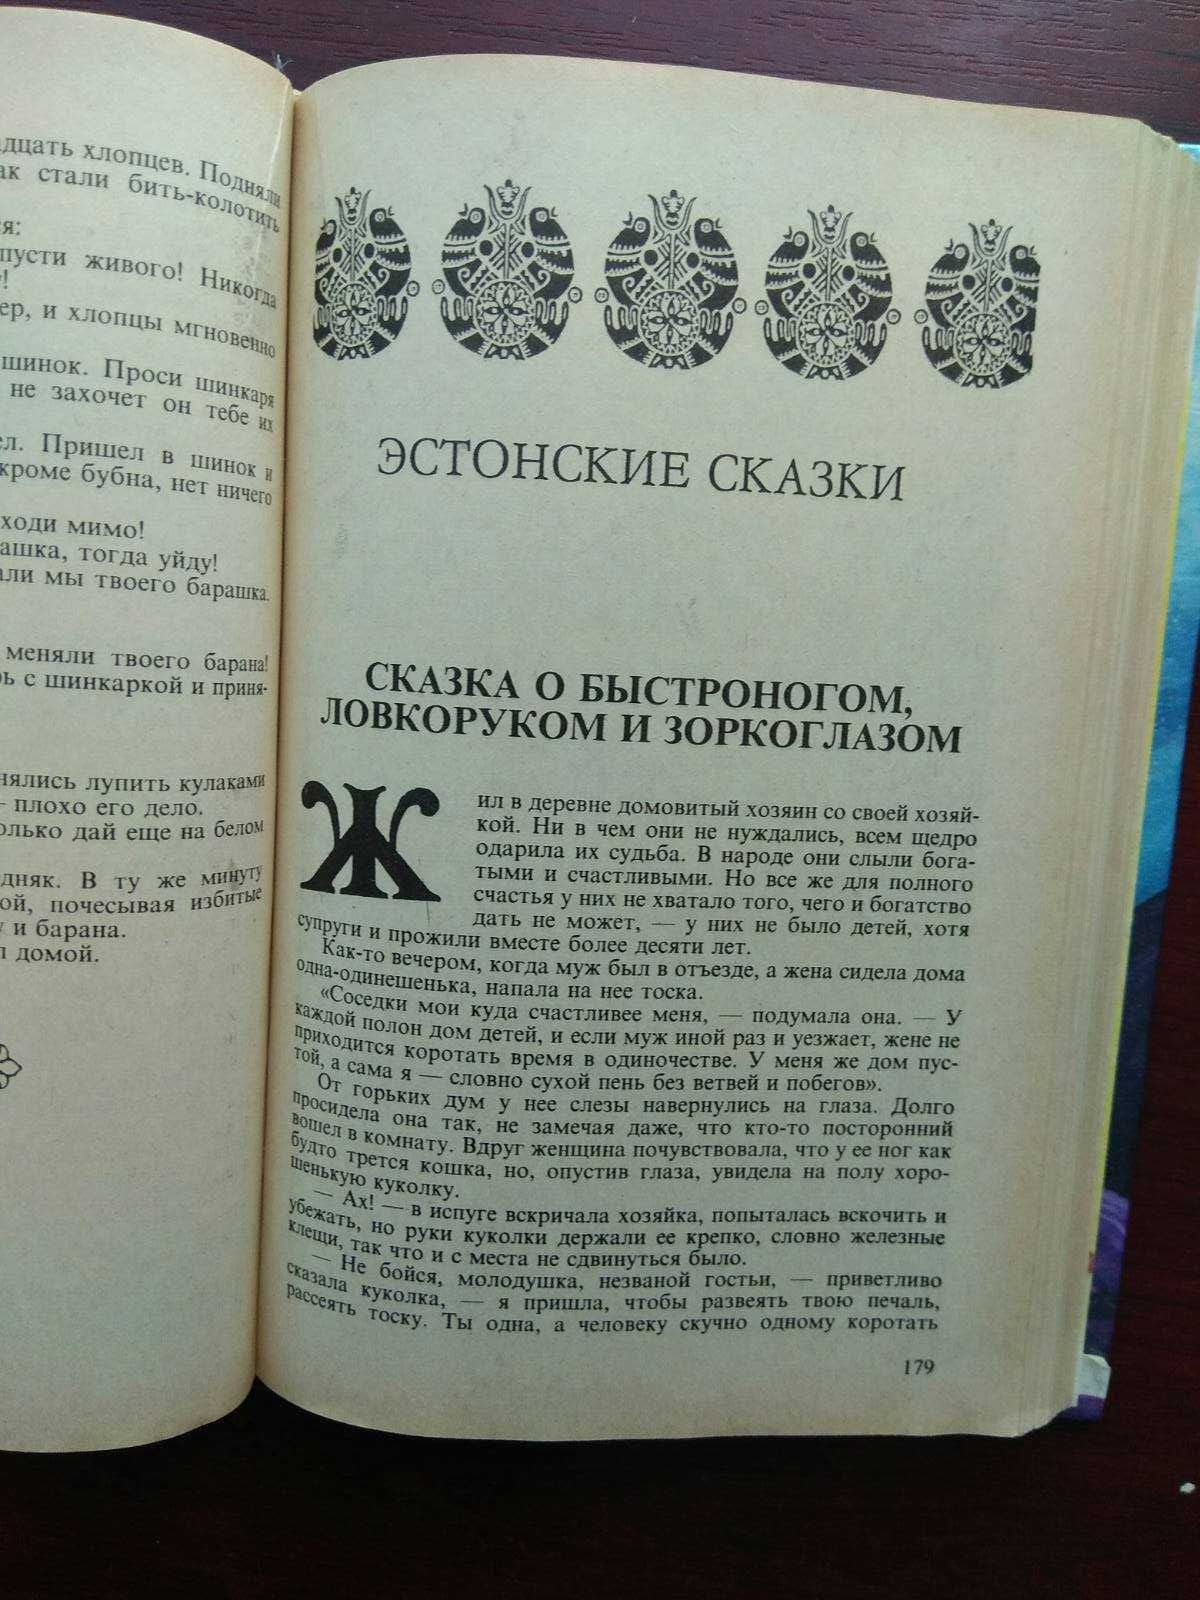 дцать хлопцев. Подняли
ак стали бить-колотить
я:
пусти живого! Никогда
!
ер, и хлопцы мгновенно
шинок. Проси шинкаря
не захочет он тебе их
ел. Пришел в шинок и
кроме бубна, нет ничего
ходи мимо!
ашка, тогда уйду!
али мы твоего барашка.
меняли твоего барана!
ь с шинкаркой и приня-
нялись лупить кулаками
- плохо его дело.
олько дай еще на белом
дняк. В ту же минуту
ой, почесывая избитые
у и барана.
л домой.
ЭСТОНСКИЕ СКАЗКИ
СКАЗКА О БЫСТРОНОГОМ,
ЛОВКОРУКОМ И ЗОРКОГЛАЗОМ
Жил в деревне домовитый хозяин со своей хозяй-
кой. Ни в чем они не нуждались, всем щедро
одарила их судьба. В народе они слыли бога-
тыми и счастливыми. Но все же для полного
счастья у них не хватало того, чего и богатство
дать не может, — у них не было детей, хотя
супруги и прожили вместе более десяти лет.
Как-то вечером, когда муж был в отъезде, а жена сидела дома
одна-одинешенька, напала на нее тоска.
«Соседки мои куда счастливее меня, — подумала она. — У
каждой полон дом детей, и если муж иной раз и уезжает, жене не
приходится коротать время в одиночестве. У меня же дом пус-
той, а сама я — словно сухой пень без ветвей и побегов».
От горьких дум у нее слезы навернулись на глаза. Долго
просидела она так, не замечая даже, что кто-то посторонний
вошел в комнату. Вдруг женщина почувствовала, что у ее ног как
будто трется кошка, но, опустив глаза, увидела на полу хоро-
шенькую куколку.
— Ах! — в испуге вскричала хозяйка, попыталась вскочить и
убежать, но руки куколки держали ее крепко, словно железные
клещи, так что и с места не сдвинуться было.
— Не бойся, молодушка, незваной гостьи, — приветливо
сказала куколка, — я пришла, чтобы развеять твою печаль,
рассеять тоску. Ты одна, а человеку скучно одному коротать
179